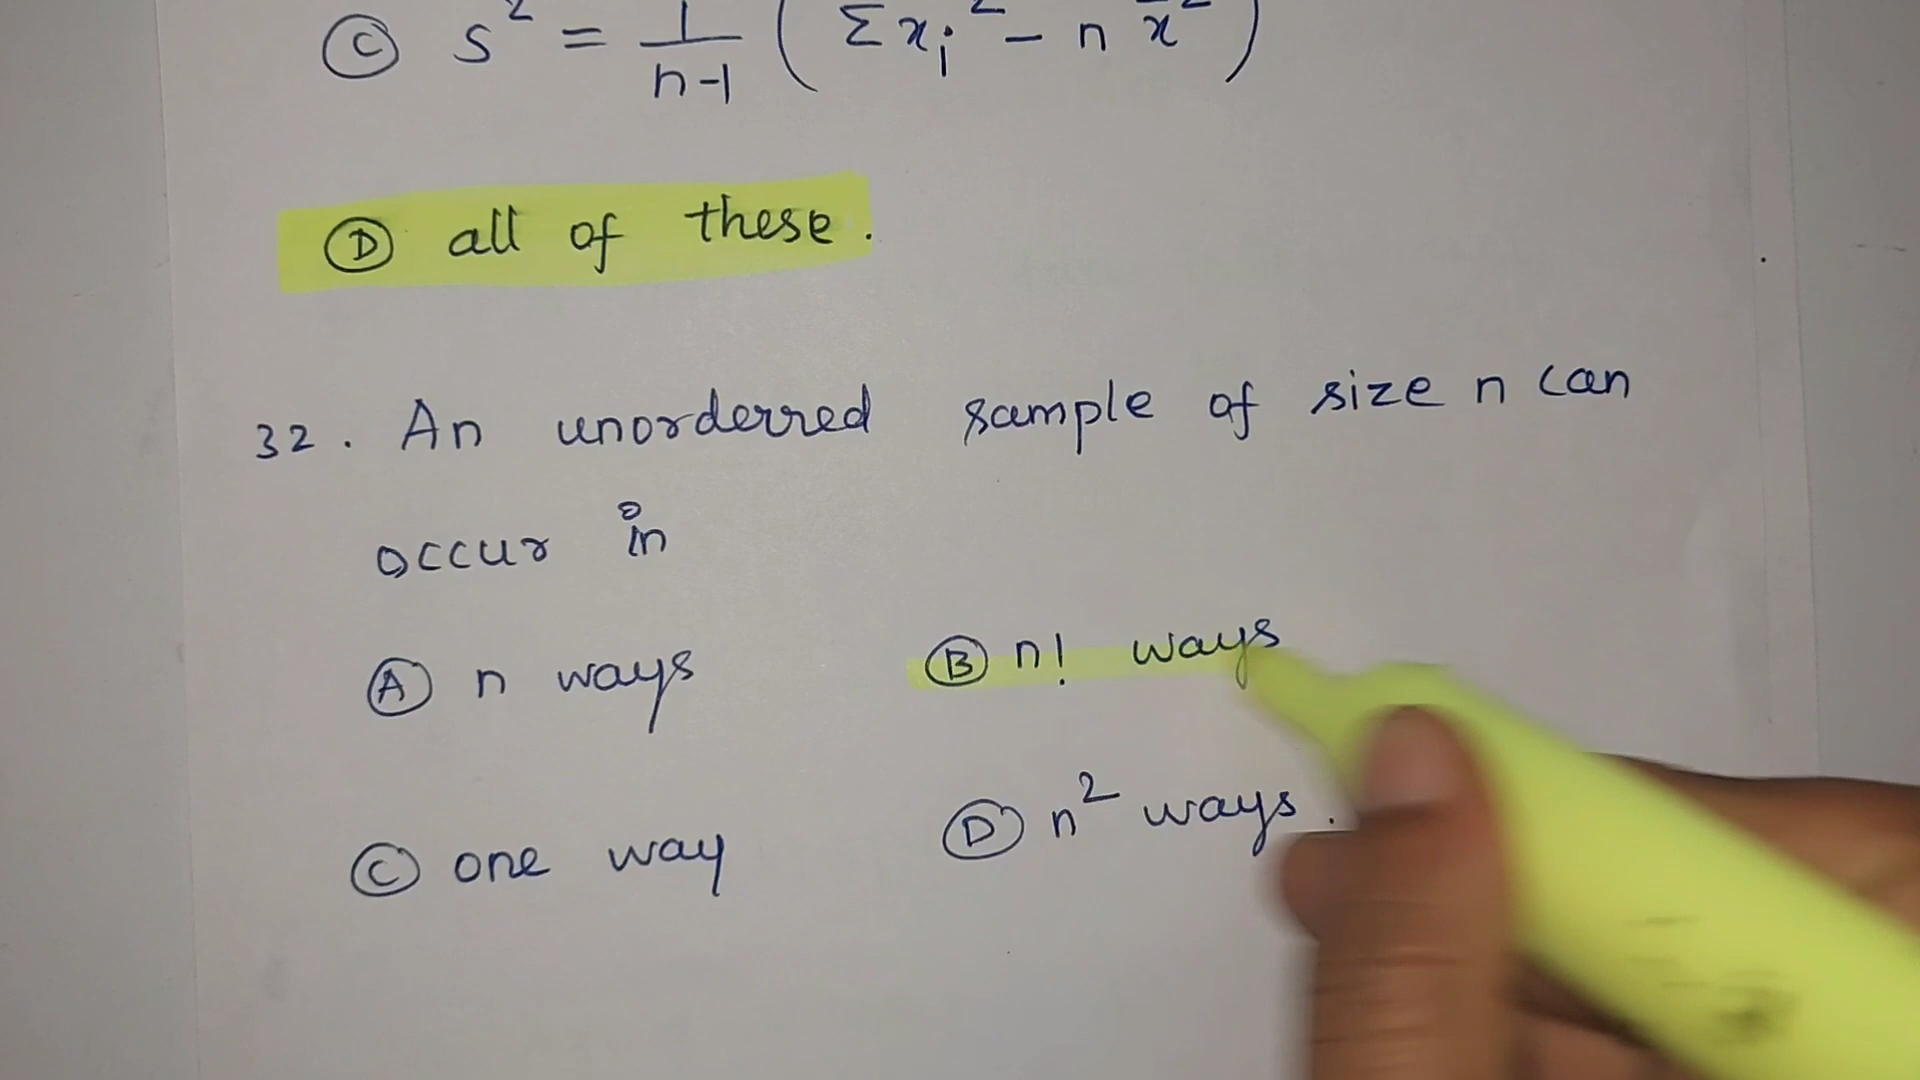 Ⓒ s² = 1/n-1 ( Σxᵢ² - n x̄² )
Ⓓ all of these.
32. An unorderred sample of size n can
occur in
Ⓐ n ways Ⓑ n! ways
Ⓒ one way Ⓓ n² ways.